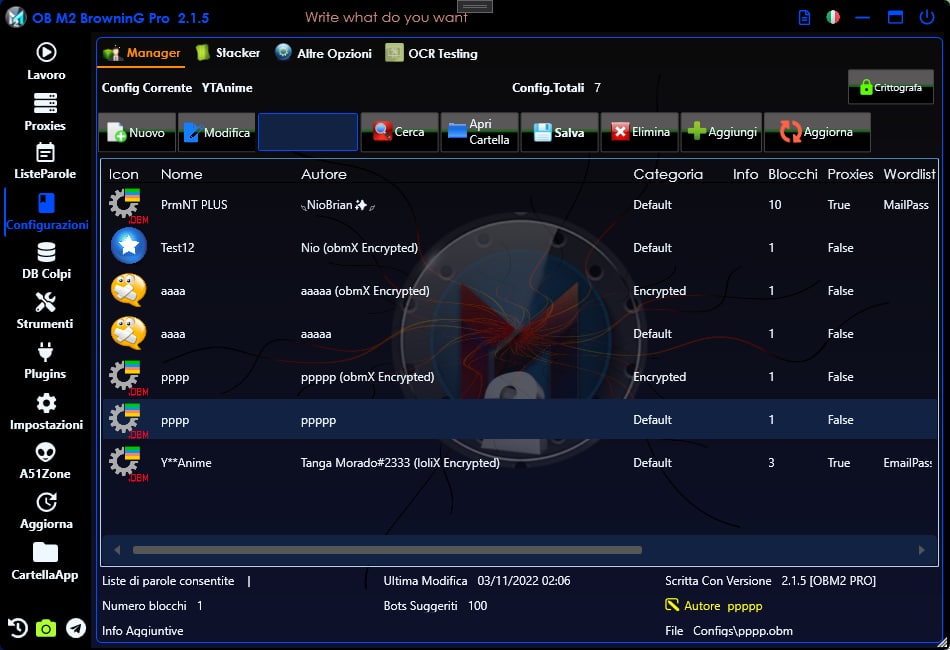 OB M2 BrowninG Pro 2.1.5
Write what do you want
Lavoro
Proxies
ListeParole
Configurazioni
DB Colpi
Strumenti
Plugins
Impostazioni
A51Zone
Aggiorna
CartellaApp
Manager Stacker Altre Opzioni OCR Testing
Config Corrente YTAnime Config.Totali 7 Crittografa
Nuovo Modifica Cerca Apri Cartella Salva Elimina Aggiungi Aggiorna
Icon Nome Autore Categoria Info Blocchi Proxies Wordlist
.OEM PrmNT PLUS NioBrian Default 10 True MailPass
Test12 Nio (obmX Encrypted) Default 1 False
aaaa aaaaa (obmX Encrypted) Encrypted 1 False
aaaa aaaaa Default 1 False
.OEM pppp ppppp (obmX Encrypted) Encrypted 1 False
.OEM pppp ppppp Default 1 False
.OEM Y**Anime Tanga Morado#2333 (loliX Encrypted) Default 3 True EmailPass
Liste di parole consentite | Ultima Modifica 03/11/2022 02:06 Scritta Con Versione 2.1.5 [OBM2 PRO]
Numero blocchi 1 Bots Suggeriti 100 Autore ppppp
Info Aggiuntive File Configs\pppp.obm